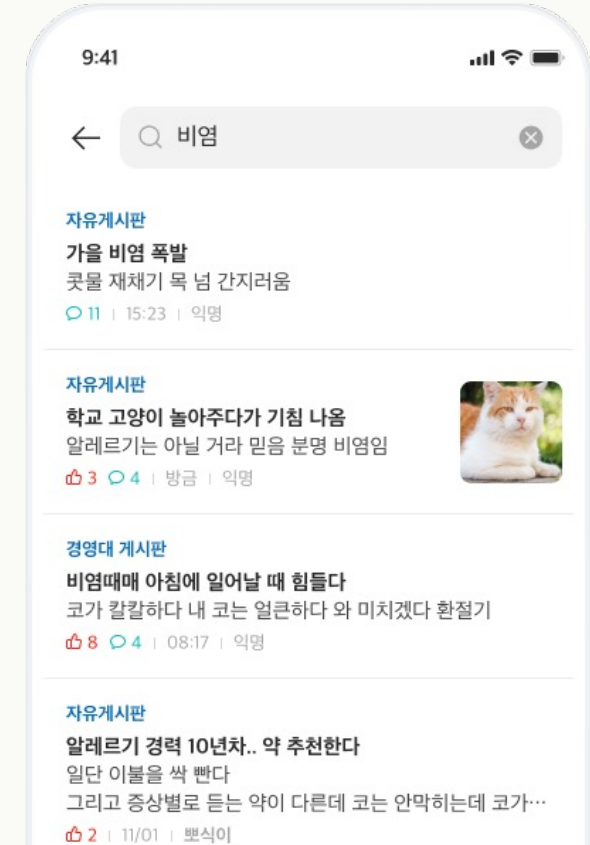 9:41
비염
자유게시판
가을 비염 폭발
콧물 재채기 목 넘 간지러움
11 | 15:23 | 익명
자유게시판
학교 고양이 놀아주다가 기침 나옴
알레르기는 아닐 거라 믿음 분명 비염임
3 4 | 방금 | 익명
경영대 게시판
비염때매 아침에 일어날 때 힘들다
코가 칼칼하다 내 코는 얼큰하다 와 미치겠다 환절기
8 4 | 08:17 | 익명
자유게시판
알레르기 경력 10년차.. 약 추천한다
일단 이불을 싹 빤다
그리고 증상별로 듣는 약이 다른데 코는 안막히는데 코가…
2 | 11/01 | 뽀식이